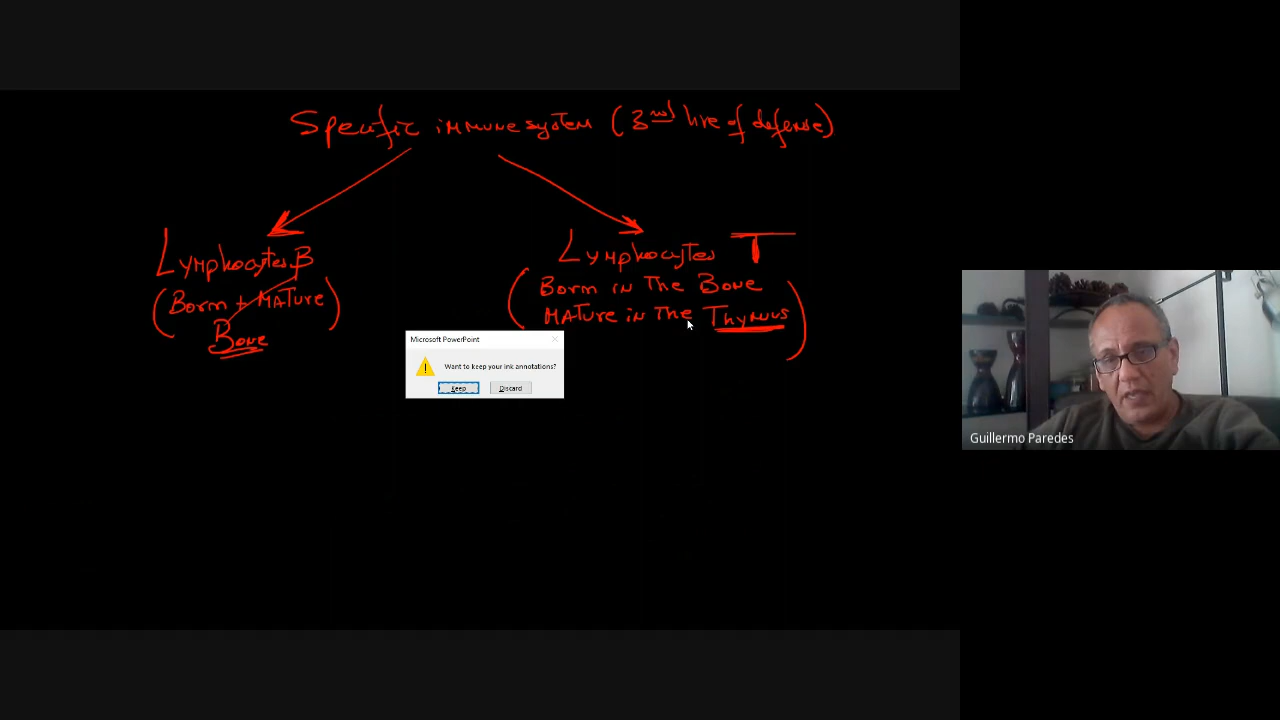 Specific immune system (3rd line of defense)
Lymphocytes B
(Born + Mature)
Bone
Lymphocytes T
(Born in the Bone
Mature in the Thymus)
Microsoft PowerPoint
Want to keep your ink annotations?
Keep
Discard
Guillermo Paredes